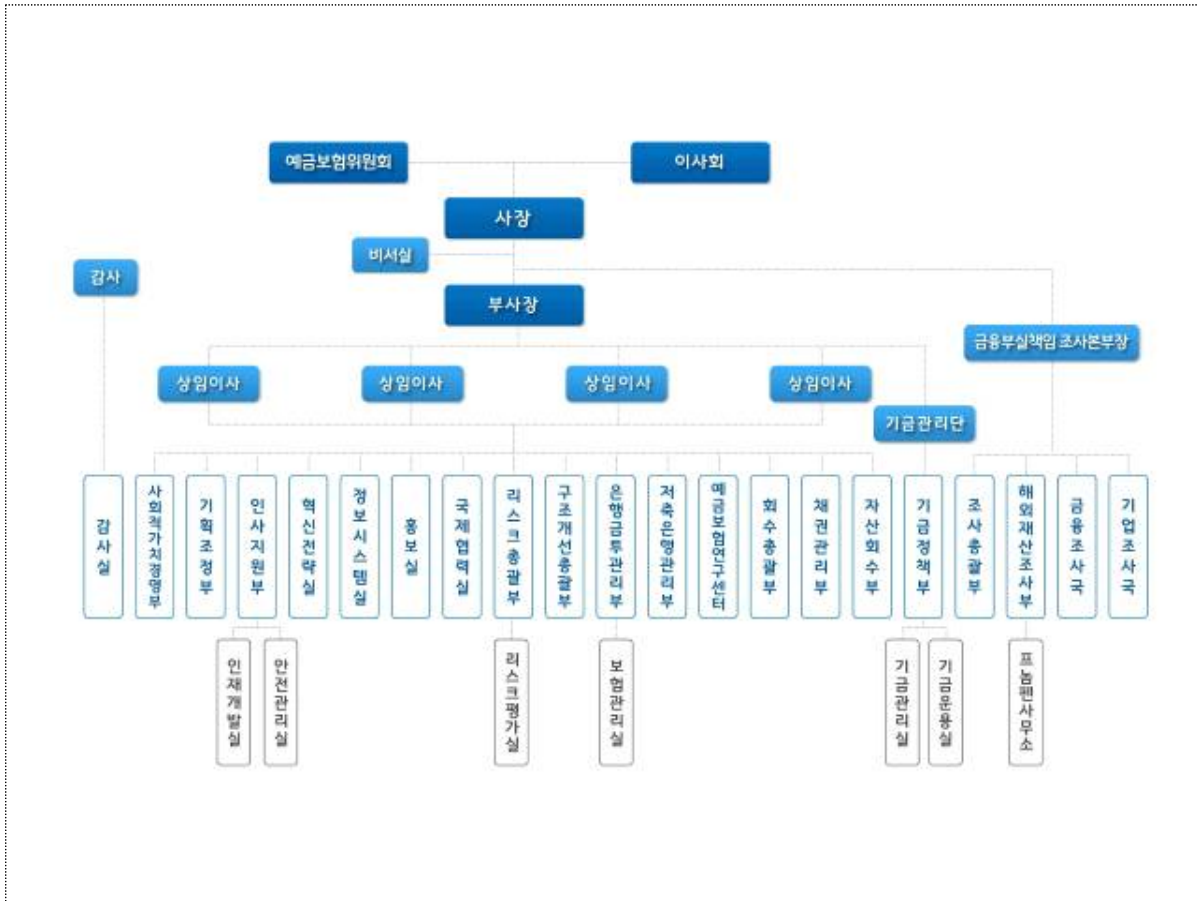 예금보험위원회
이사회
사장
비서실
감사
부사장
금융부실책임 조사본부장
상임이사
상임이사
상임이사
상임이사
기금관리단
감사실
사회적가치경영부
기획조정부
인사지원부
혁신전략실
정보시스템실
홍보실
국제협력실
리스크총괄부
구조개선총괄부
은행금투관리부
저축은행관리부
예금보험연구센터
회수총괄부
채권관리부
자산회수부
기금정책부
조사총괄부
해외재산조사부
금융조사국
기업조사국
인재개발실
안전관리실
리스크평가실
보험관리실
기금관리실
기금운용실
프놈펜사무소